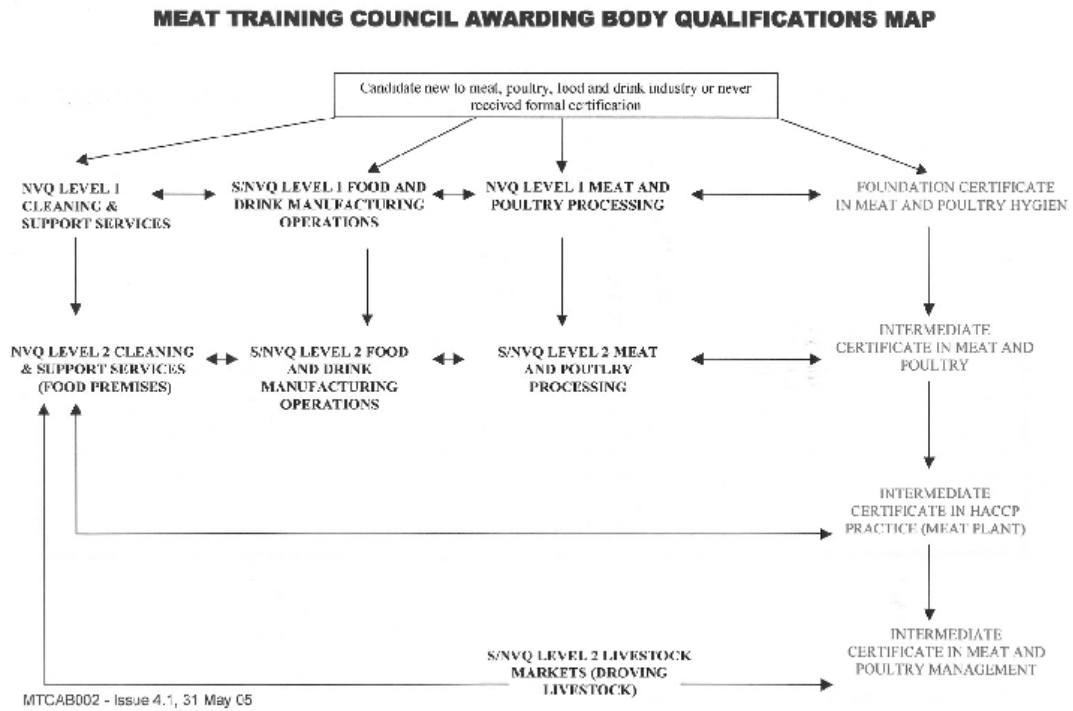 MEAT TRAINING COUNCIL AWARDING BODY QUALIFICATIONS MAP
Candidate new to meat, poultry, food and drink industry or never
received formal certification
NVQ LEVEL 1
CLEANING &
SUPPORT SERVICES
S/NVQ LEVEL 1 FOOD AND
DRINK MANUFACTURING
OPERATIONS
NVQ LEVEL 1 MEAT AND
POULTRY PROCESSING
FOUNDATION CERTIFICATE
IN MEAT AND POULTRY HYGIEN
NVQ LEVEL 2 CLEANING
& SUPPORT SERVICES
(FOOD PREMISES)
S/NVQ LEVEL 2 FOOD
AND DRINK
MANUFACTURING
OPERATIONS
S/NVQ LEVEL 2 MEAT
AND POUTLRY
PROCESSING
INTERMEDIATE
CERTIFICATE IN MEAT AND
POULTRY
INTERMEDIATE
CERTIFICATE IN HACCP
PRACTICE (MEAT PLANT)
INTERMEDIATE
CERTIFICATE IN MEAT AND
POULTRY MANAGEMENT
S/NVQ LEVEL 2 LIVESTOCK
MARKETS (DROVING
LIVESTOCK)
MTCAB002 - Issue 4.1, 31 May 05